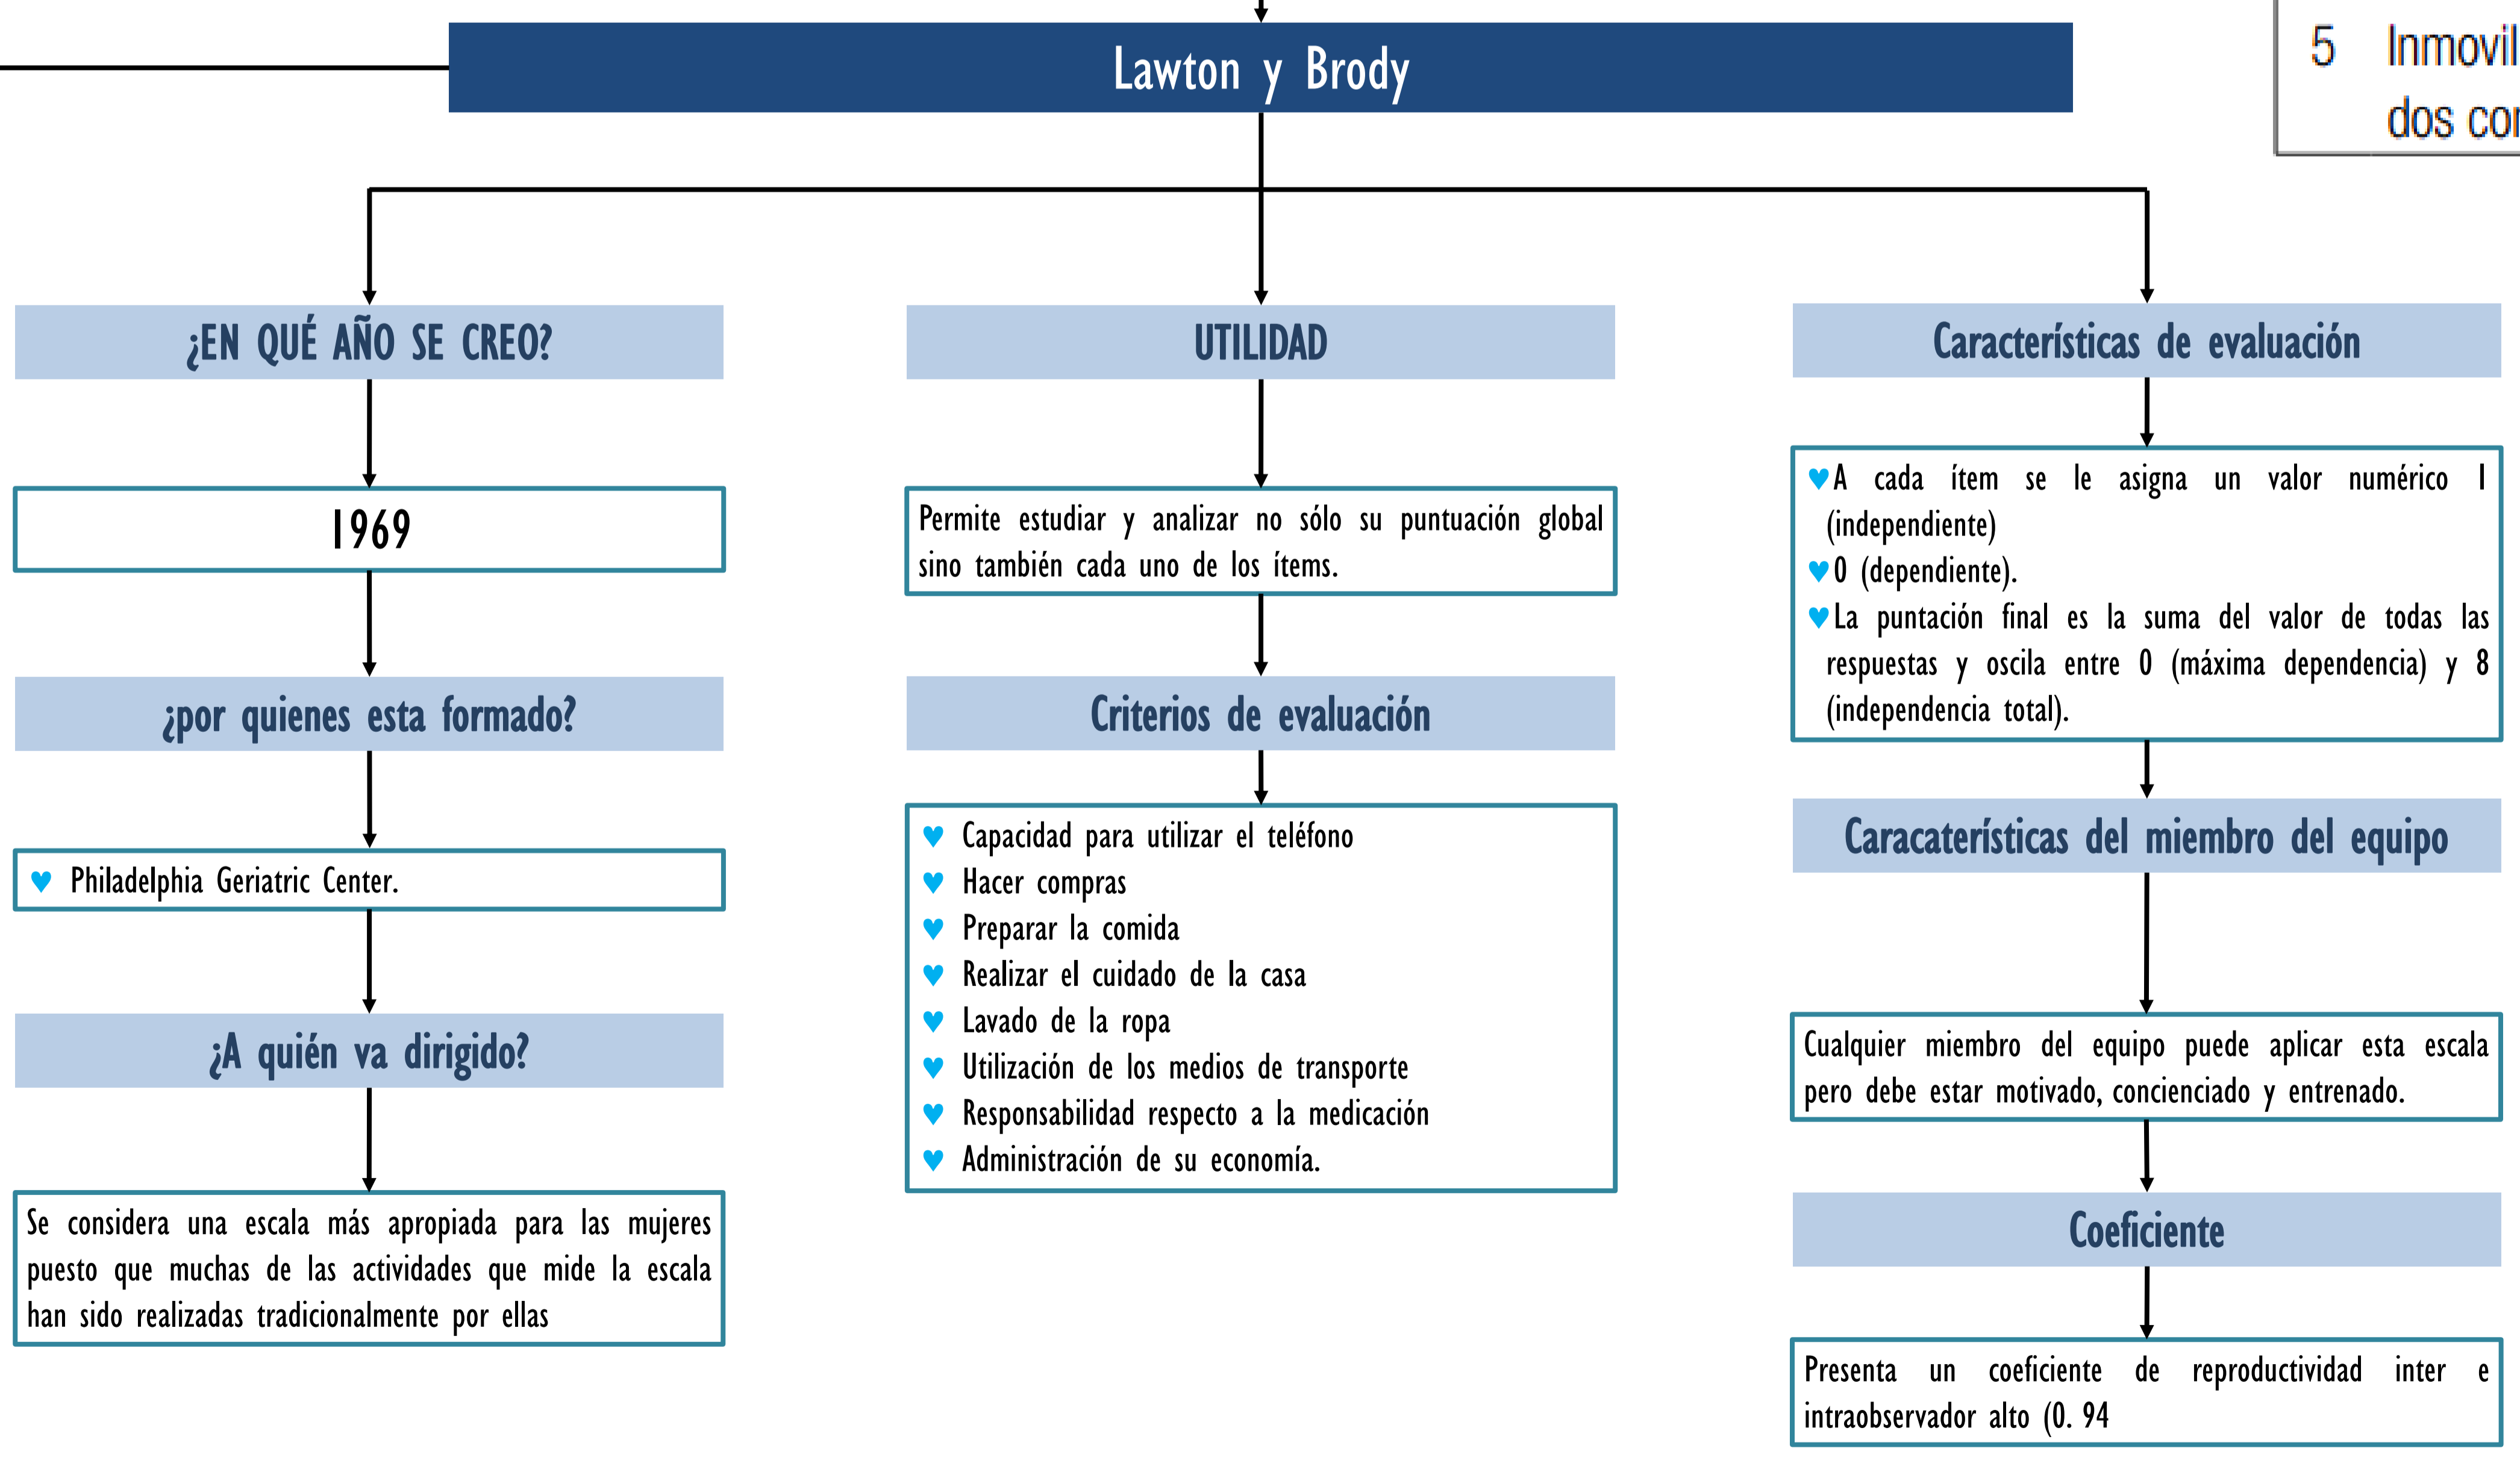 Lawton y Brody
5
dos
¿EN QUÉ AÑO SE CREO?
1969
¿por quienes esta formado?
♥ Philadelphia Geriatric Center.
¿A quién va dirigido?
Se considera una escala más apropiada para las mujeres
puesto que muchas de las actividades que mide la escala
han sido realizadas tradicionalmente por ellas
UTILIDAD
Permite estudiar y analizar no sólo su puntuación global
sino también cada uno de los ítems.
Criterios de evaluación
♥ Capacidad para utilizar el teléfono
♥ Hacer compras
♥ Preparar la comida
♥ Realizar el cuidado de la casa
♥ Lavado de la ropa
♥ Utilización de los medios de transporte
♥ Responsabilidad respecto a la medicación
♥ Administración de su economía.
Características de evaluación
♥ A cada ítem se le asigna un valor numérico 1
(independiente)
♥ 0 (dependiente).
♥ La puntación final es la suma del valor de todas las
respuestas y oscila entre 0 (máxima dependencia) y 8
(independencia total).
Caracaterísticas del miembro del equipo
Cualquier miembro del equipo puede aplicar esta escala
pero debe estar motivado, concienciado y entrenado.
Coeficiente
Presenta un coeficiente de reproductividad inter e
intraobservador alto (0. 94